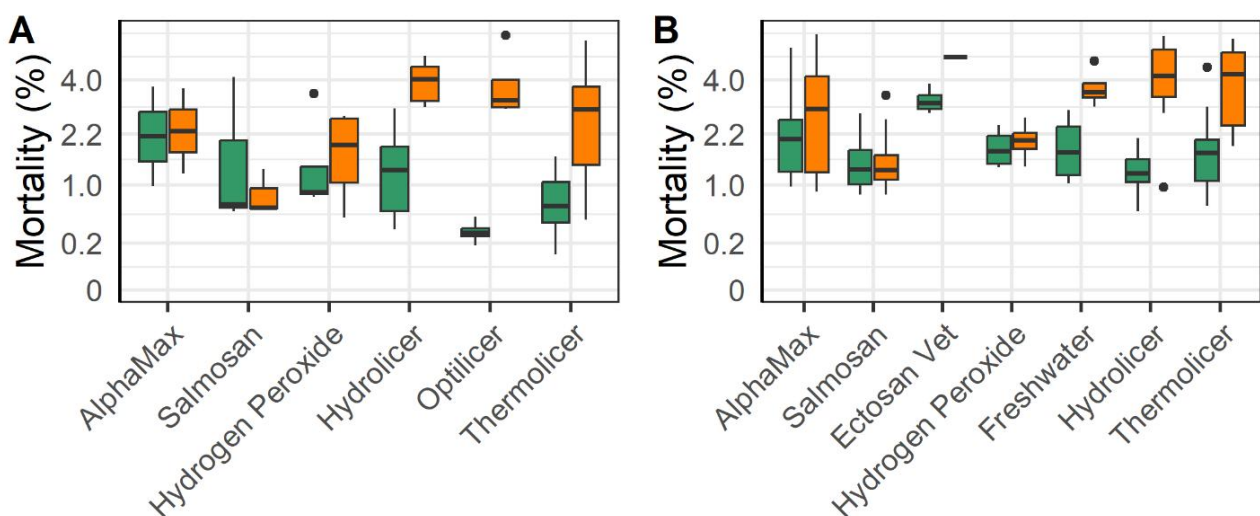 A
Mortality (%)
4.0
2.2
1.0
0.2
0
AlphaMax
Salmosan
Hydrogen Peroxide
Hydrolicer
Optilicer
Thermolicer
B
Mortality (%)
4.0
2.2
1.0
0.2
0
AlphaMax
Salmosan
Ectosan Vet
Hydrogen Peroxide
Freshwater
Hydrolicer
Thermolicer